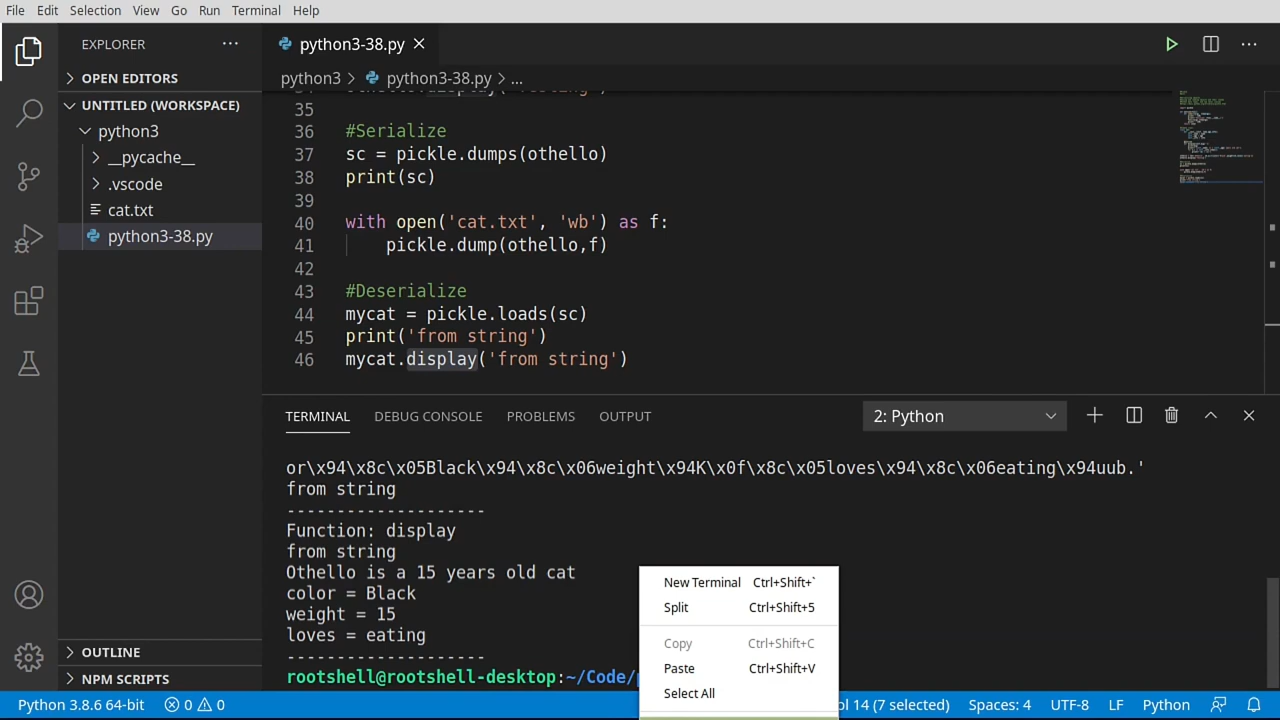 File Edit Selection View Go Run Terminal Help
EXPLORER
OPEN EDITORS
UNTITLED (WORKSPACE)
python3
__pycache__
.vscode
cat.txt
python3-38.py
OUTLINE
NPM SCRIPTS
python3-38.py
python3 > python3-38.py > ...
35
36 #Serialize
37 sc = pickle.dumps(othello)
38 print(sc)
39
40 with open('cat.txt', 'wb') as f:
41 pickle.dump(othello,f)
42
43 #Deserialize
44 mycat = pickle.loads(sc)
45 print('from string')
46 mycat.display('from string')
TERMINAL DEBUG CONSOLE PROBLEMS OUTPUT 2: Python
or\x94\x8c\x05Black\x94\x8c\x06weight\x94K\x0f\x8c\x05loves\x94\x8c\x06eating\x94uub.'
from string
--------------------
Function: display
from string
Othello is a 15 years old cat
color = Black
weight = 15
loves = eating
--------------------
rootshell@rootshell-desktop:~/Code/
New Terminal Ctrl+Shift+`
Split Ctrl+Shift+5
Copy Ctrl+Shift+C
Paste Ctrl+Shift+V
Select All
Python 3.8.6 64-bit 0 0 14 (7 selected) Spaces: 4 UTF-8 LF Python